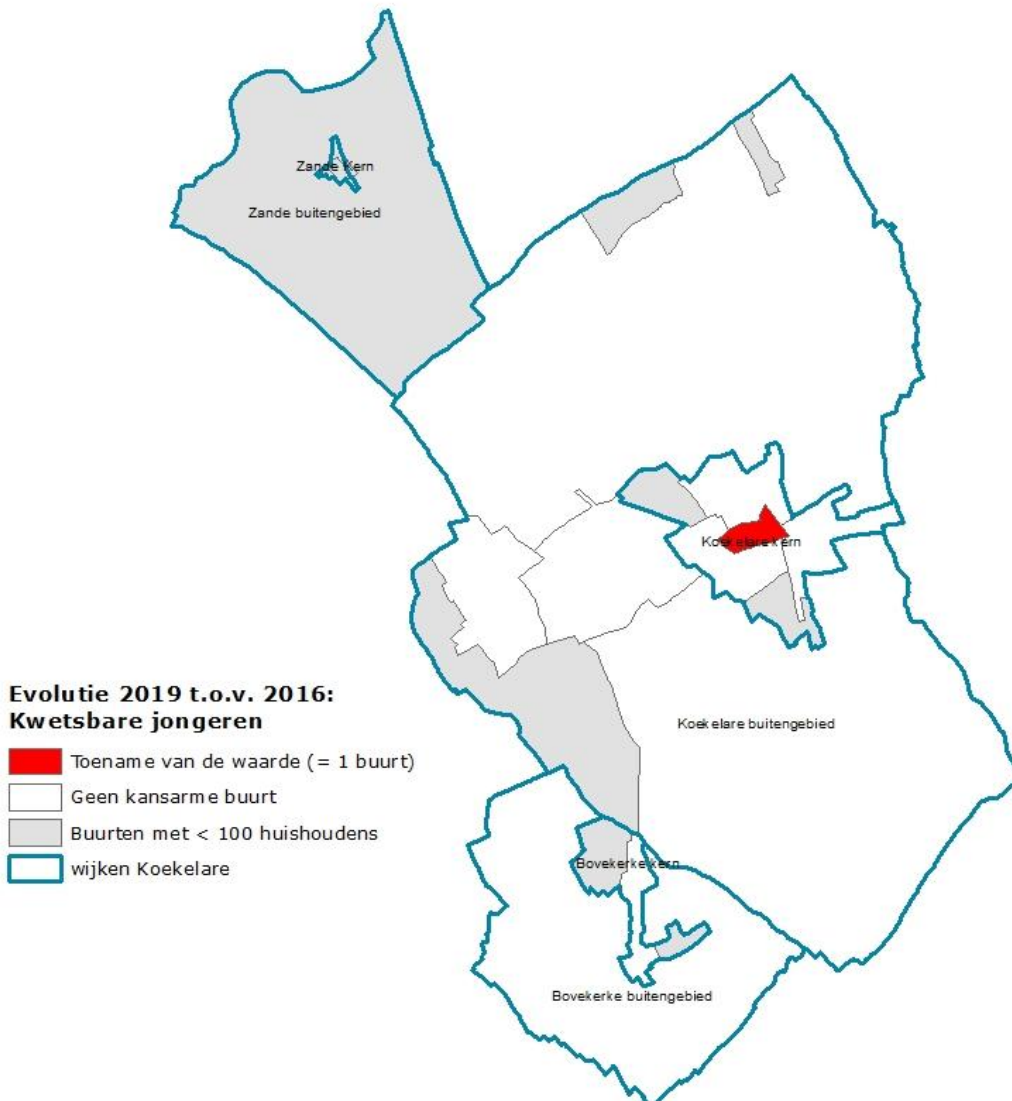 Zande Kern
Zande buitengebied
Koekelare kern
Koekelare buitengebied
Bovekerke kern
Bovekerke buitengebied
Evolutie 2019 t.o.v. 2016:
Kwetsbare jongeren
Toename van de waarde (= 1 buurt)
Geen kansarme buurt
Buurten met < 100 huishoudens
wijken Koekelare